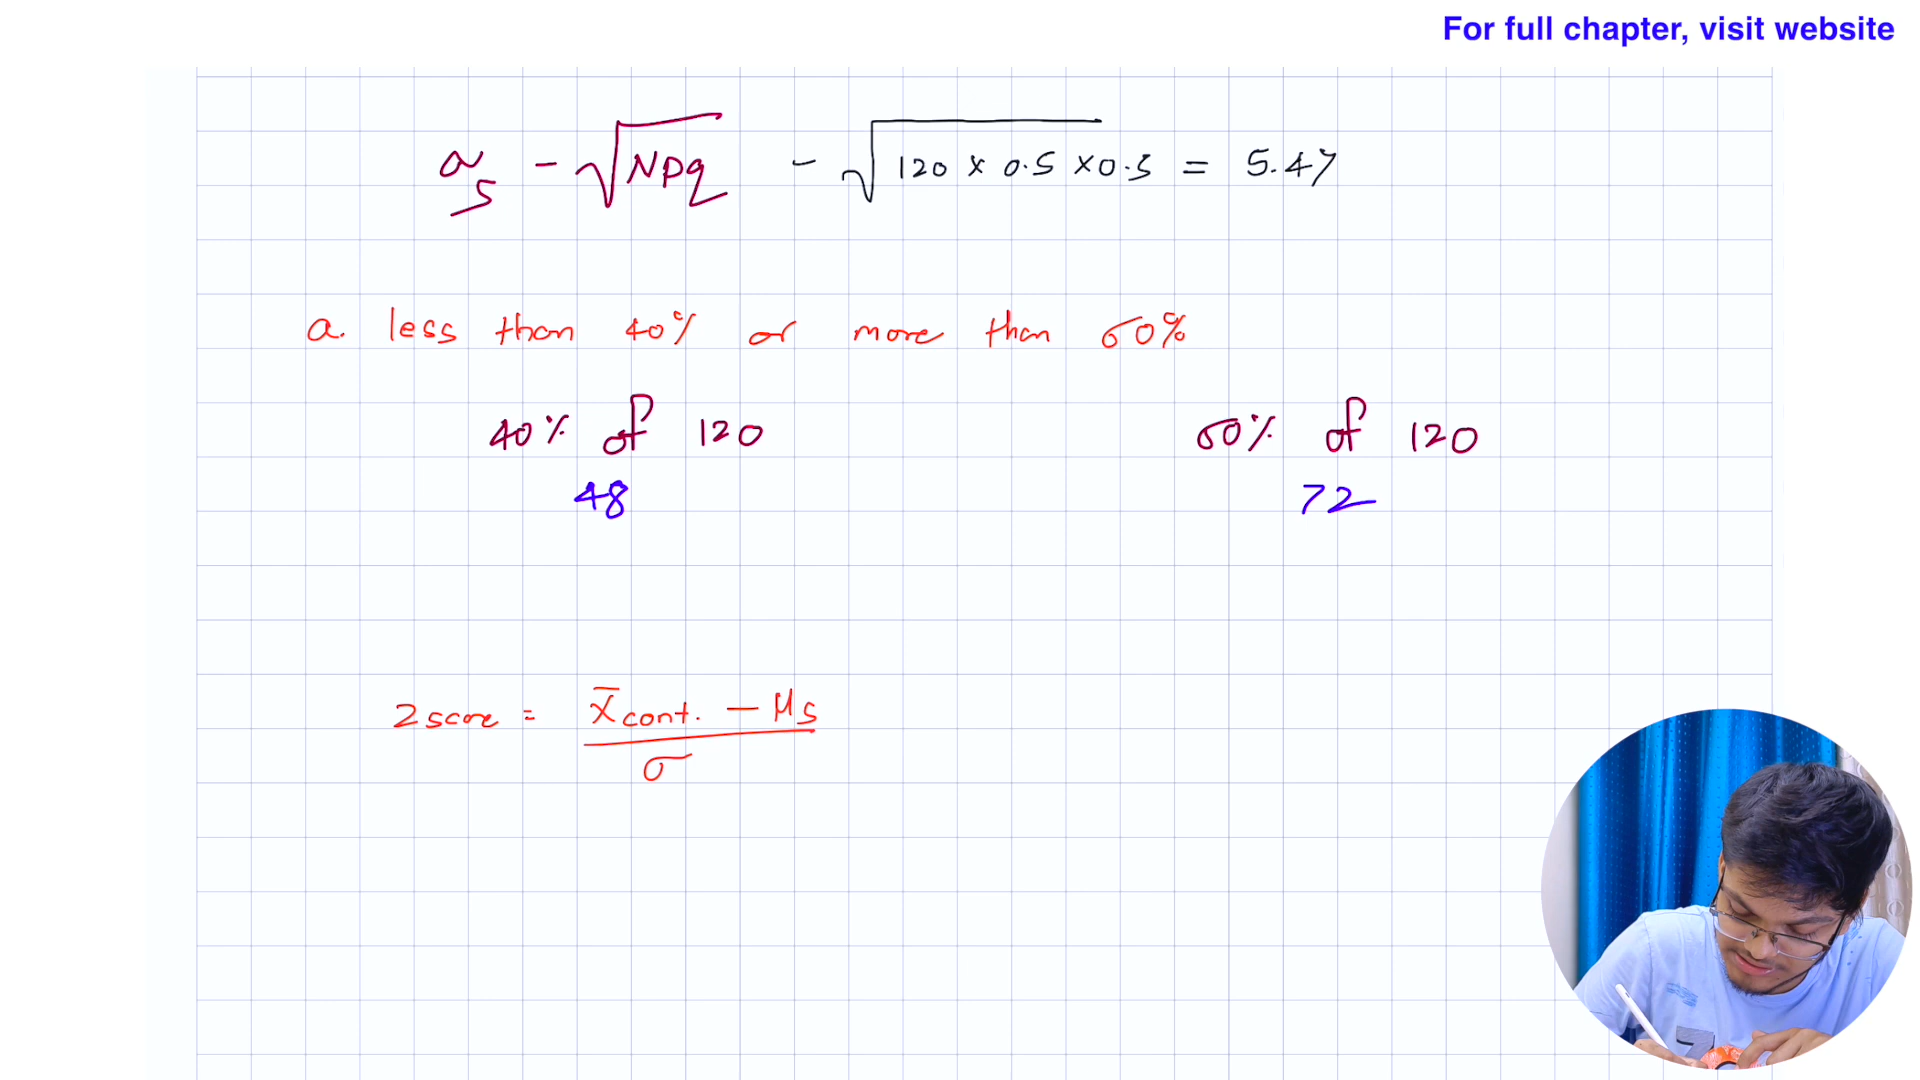 For full chapter, visit website
σs - √Npq - √120 × 0.5 × 0.5 = 5.47
a. less than 40% or more than 60%
40% of 120 60% of 120
48 72
Z score = X̄cont. - μs / σ